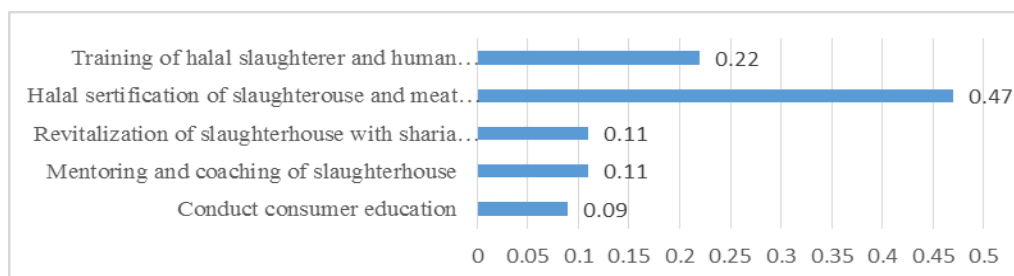 Training of halal slaughterer and human… 0.22
Halal sertification of slaughterouse and meat… 0.47
Revitalization of slaughterhouse with sharia… 0.11
Mentoring and coaching of slaughterhouse 0.11
Conduct consumer education 0.09
0 0.05 0.1 0.15 0.2 0.25 0.3 0.35 0.4 0.45 0.5